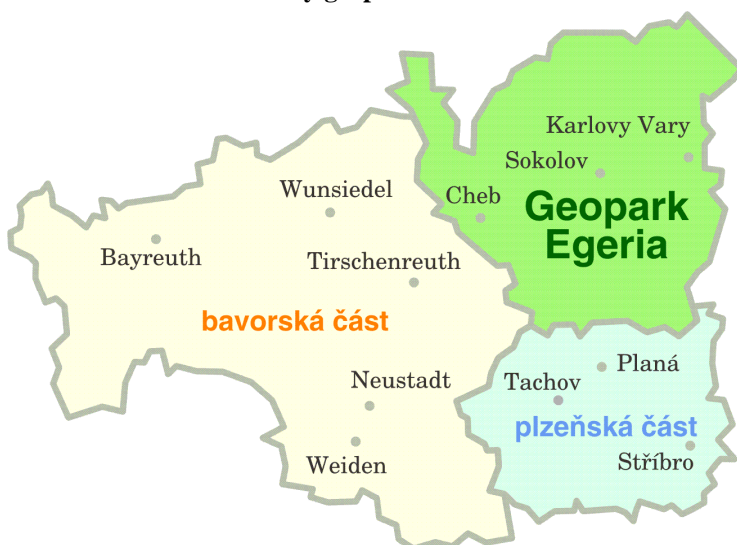 Karlovy Vary
Sokolov
Wunsiedel
Cheb
Geopark
Egeria
Bayreuth
Tirschenreuth
bavorská část
Planá
Neustadt
Tachov
plzeňská část
Weiden
Stříbro